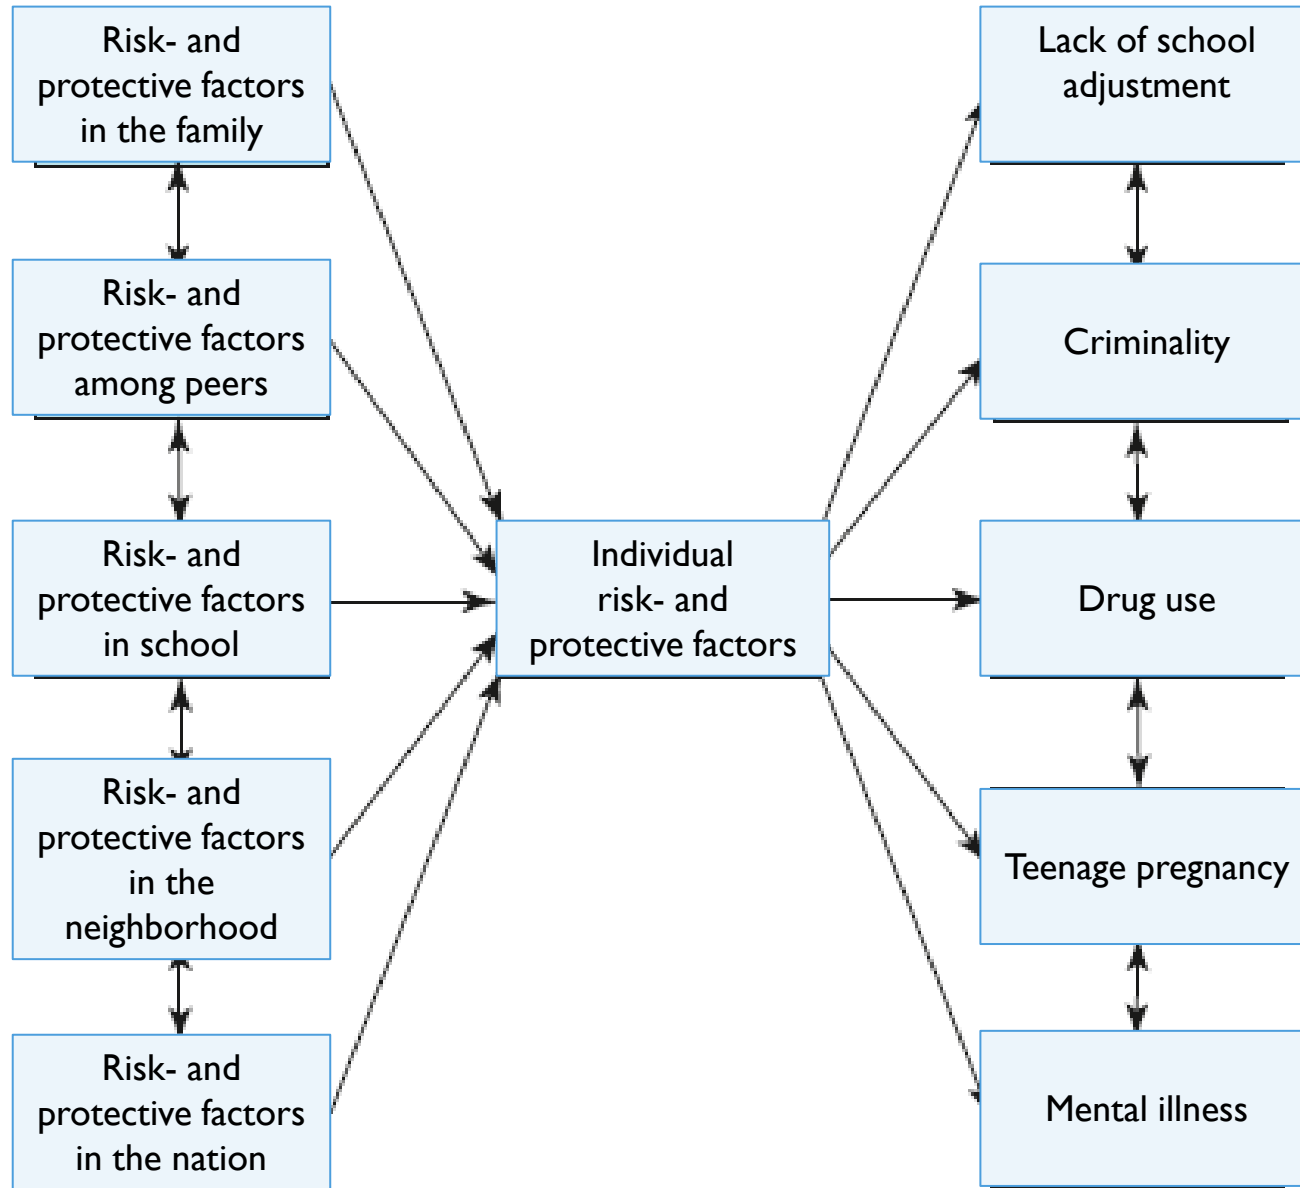 Risk- and
protective factors
in the family
Risk- and
protective factors
among peers
Risk- and
protective factors
in school
Risk- and
protective factors
in the
neighborhood
Risk- and
protective factors
in the nation
Individual
risk- and
protective factors
Lack of school
adjustment
Criminality
Drug use
Teenage pregnancy
Mental illness